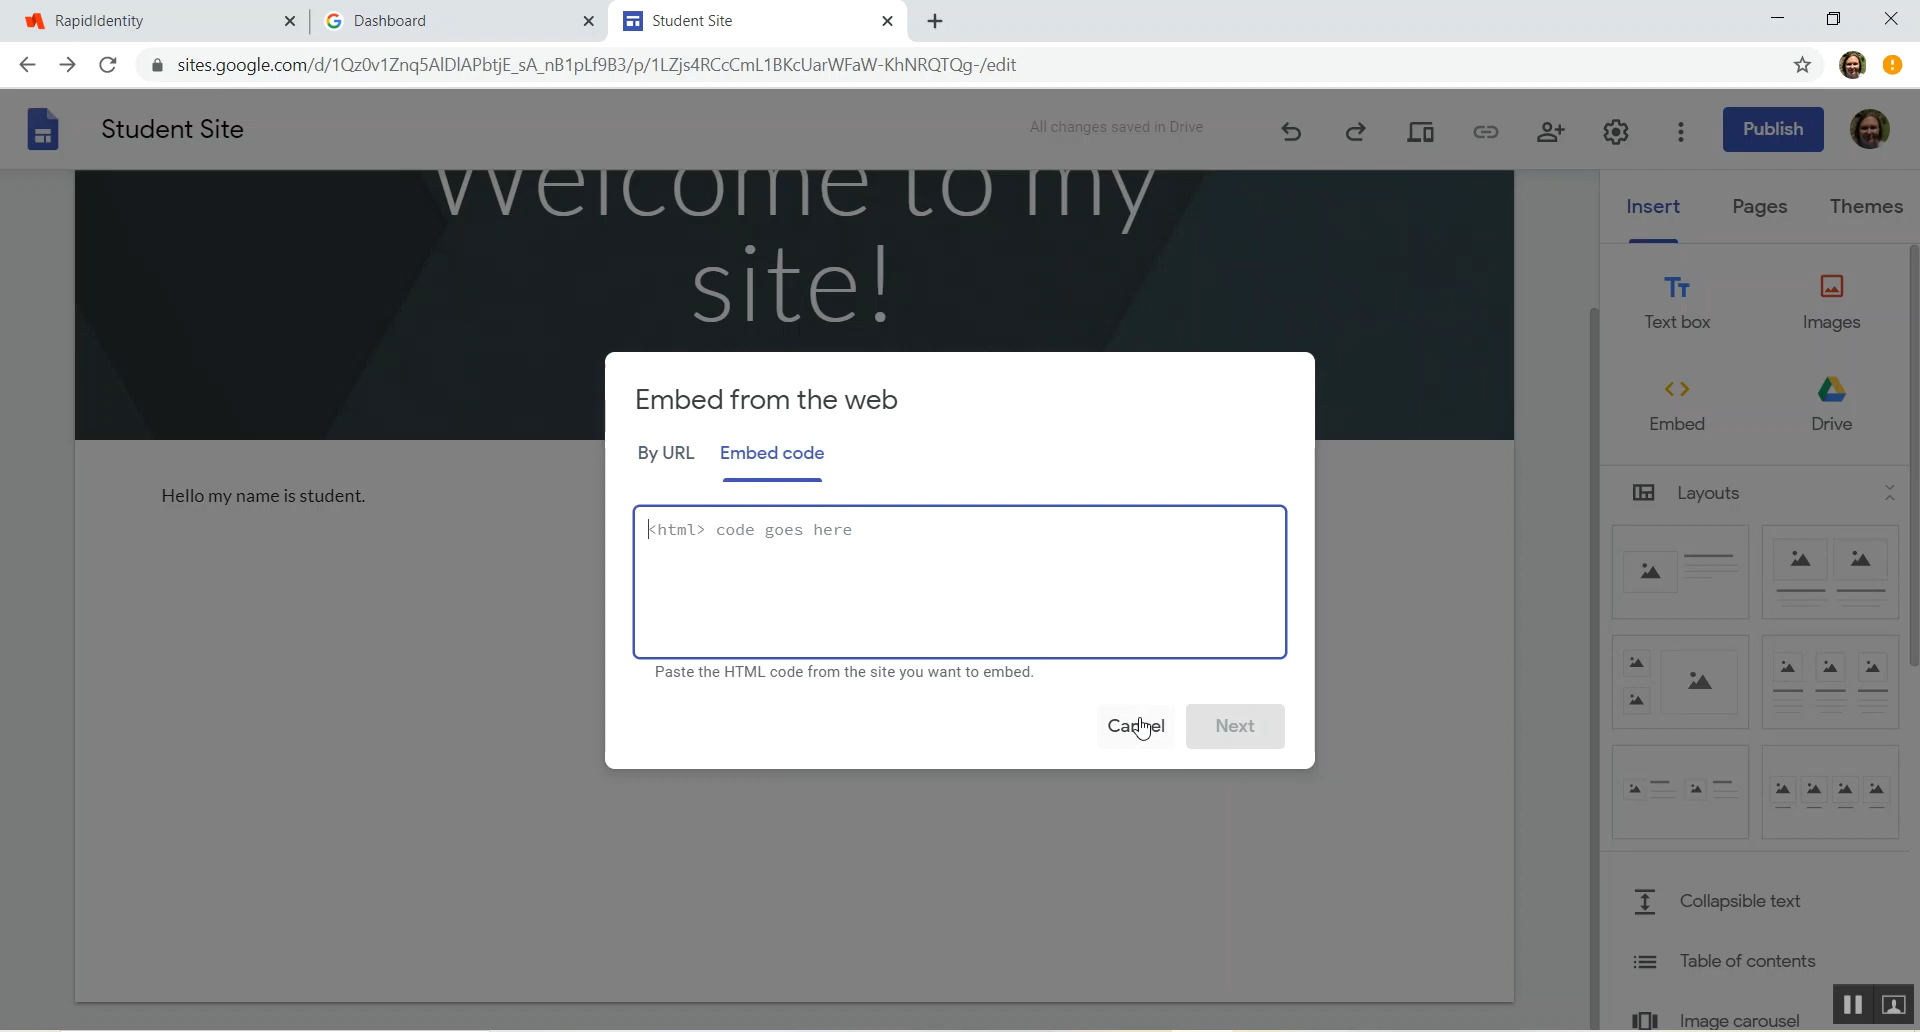 RapidIdentity
Dashboard
Student Site
sites.google.com/d/1Qz0v1Znq5AlDlAPbtjE_sA_nB1pLf9B3/p/1LZjs4RCcCmL1BKcUarWFaW-KhNRQTQg-/edit
Student Site
All changes saved in Drive
Publish
Welcome to my
site!
Hello my name is student.
Embed from the web
By URL Embed code
<html> code goes here
Paste the HTML code from the site you want to embed.
Cancel Next
Insert Pages Themes
Text box Images
Embed Drive
Layouts
Collapsible text
Table of contents
Image carousel